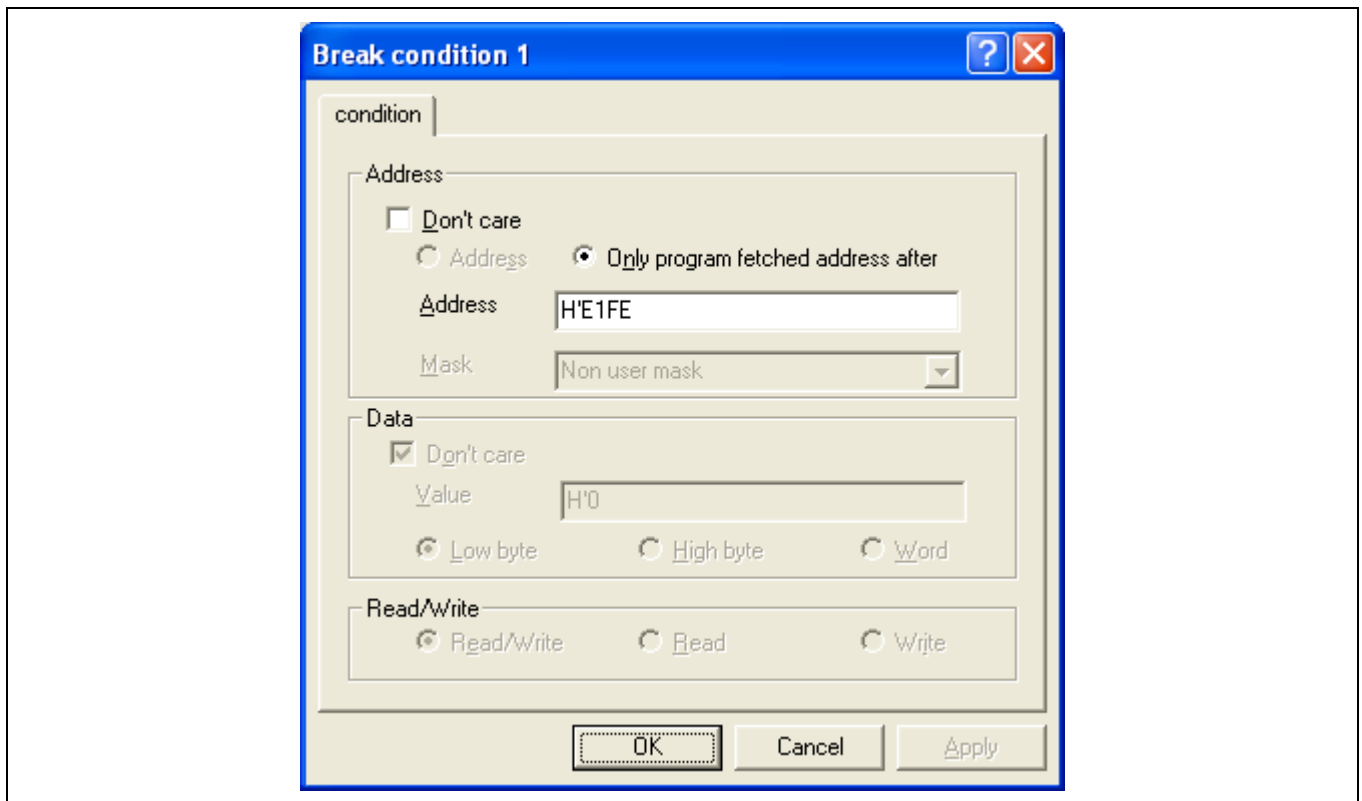 Break condition 1
condition
Address
Don't care
Address Only program fetched address after
Address H'E1FE
Mask Non user mask
Data
Don't care
Value H'0
Low byte High byte Word
Read/Write
Read/Write Read Write
OK Cancel Apply